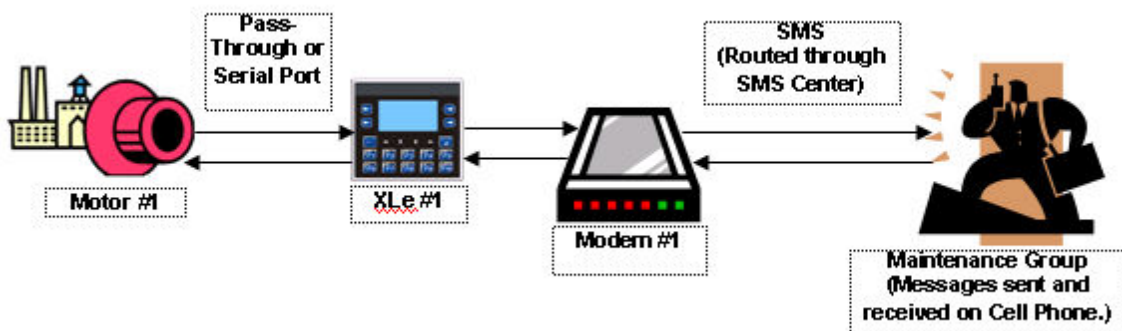 Pass-
Through or
Serial Port
SMS
(Routed through
SMS Center)
Motor #1
XLe #1
Modem #1
Maintenance Group
(Messages sent and
received on Cell Phone.)